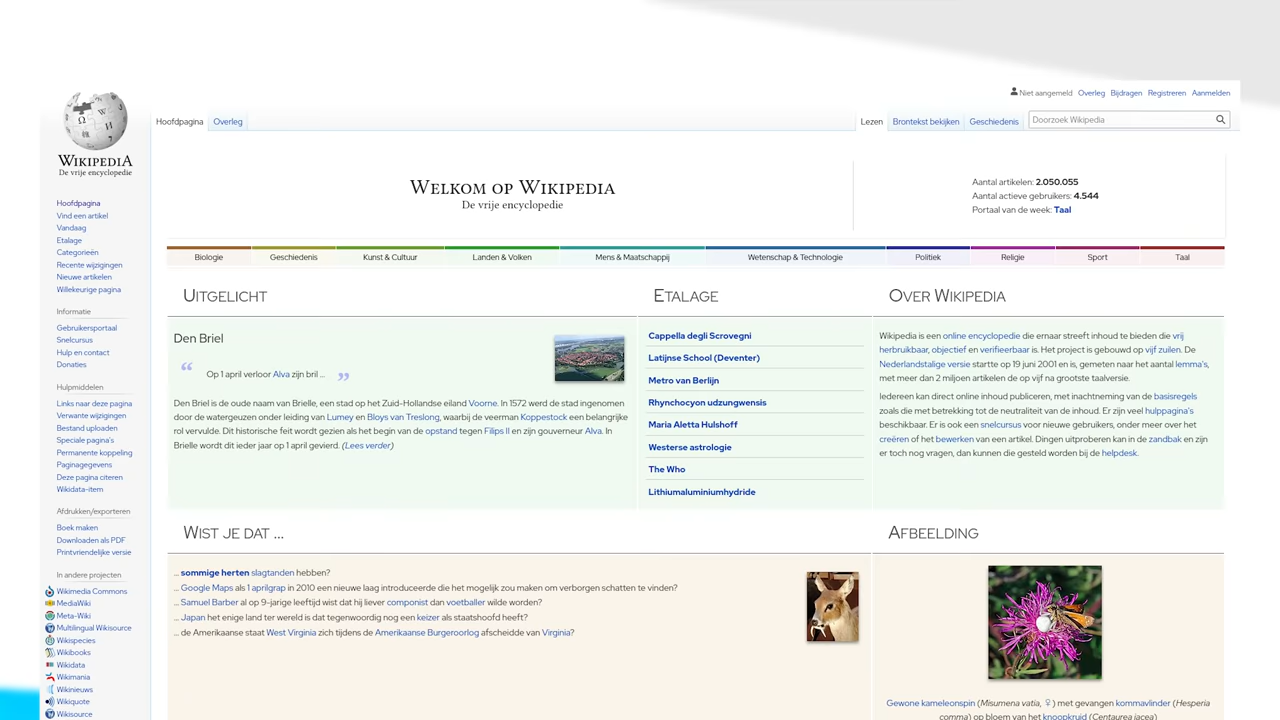 Niet aangemeld Overleg Bijdragen Registreren Aanmelden
Hoofdpagina Overleg
Lezen Brontekst bekijken Geschiedenis Doorzoek Wikipedia
WIKIPEDIA
De vrije encyclopedie
Hoofdpagina
Vind een artikel
Vandaag
Etalage
Categorieën
Recente wijzigingen
Nieuwe artikelen
Willekeurige pagina
Informatie
Gebruikersportaal
Snelcursus
Hulp en contact
Donaties
Hulpmiddelen
Links naar deze pagina
Verwante wijzigingen
Bestand uploaden
Speciale pagina's
Permanente koppeling
Paginagegevens
Deze pagina citeren
Wikidata-item
Afdrukken/exporteren
Boek maken
Downloaden als PDF
Printvriendelijke versie
In andere projecten
Wikimedia Commons
MediaWiki
Meta-Wiki
Multilingual Wikisource
Wikispecies
Wikibooks
Wikidata
Wikimania
Wikinieuws
Wikiquote
Wikisource
WELKOM OP WIKIPEDIA
De vrije encyclopedie
Aantal artikelen: 2.050.055
Aantal actieve gebruikers: 4.544
Portaal van de week: Taal
Biologie Geschiedenis Kunst & Cultuur Landen & Volken Mens & Maatschappij Wetenschap & Technologie Politiek Religie Sport Taal
UITGELICHT
Den Briel
“ Op 1 april verloor Alva zijn bril ... ”
Den Briel is de oude naam van Brielle, een stad op het Zuid-Hollandse eiland Voorne. In 1572 werd de stad ingenomen
door de watergeuzen onder leiding van Lumey en Bloys van Treslong, waarbij de veerman Koppestock een belangrijke
rol vervulde. Dit historische feit wordt gezien als het begin van de opstand tegen Filips II en zijn gouverneur Alva. In
Brielle wordt dit ieder jaar op 1 april gevierd. (Lees verder)
ETALAGE
Cappella degli Scrovegni
Latijnse School (Deventer)
Metro van Berlijn
Rhynchocyon udzungwensis
Maria Aletta Hulshoff
Westerse astrologie
The Who
Lithiumaluminiumhydride
OVER WIKIPEDIA
Wikipedia is een online encyclopedie die ernaar streeft inhoud te bieden die vrij
herbruikbaar, objectief en verifieerbaar is. Het project is gebouwd op vijf zuilen. De
Nederlandstalige versie startte op 19 juni 2001 en is, gemeten naar het aantal lemma's,
met meer dan 2 miljoen artikelen de op vijf na grootste taalversie.
Iedereen kan direct online inhoud publiceren, met inachtneming van de basisregels
zoals die met betrekking tot de neutraliteit van de inhoud. Er zijn veel hulppagina's
beschikbaar. Er is ook een snelcursus voor nieuwe gebruikers, onder meer over het
creëren of het bewerken van een artikel. Dingen uitproberen kan in de zandbak en zijn
er toch nog vragen, dan kunnen die gesteld worden bij de helpdesk.
WIST JE DAT ...
... sommige herten slagtanden hebben?
... Google Maps als 1 aprilgrap in 2010 een nieuwe laag introduceerde die het mogelijk zou maken om verborgen schatten te vinden?
... Samuel Barber al op 9-jarige leeftijd wist dat hij liever componist dan voetballer wilde worden?
... Japan het enige land ter wereld is dat tegenwoordig nog een keizer als staatshoofd heeft?
... de Amerikaanse staat West Virginia zich tijdens de Amerikaanse Burgeroorlog afscheidde van Virginia?
AFBEELDING
Gewone kameleonspin (Misumena vatia, ♀) met gevangen kommavlinder (Hesperia
comma) op bloem van het knoopkruid (Centaurea jacea)